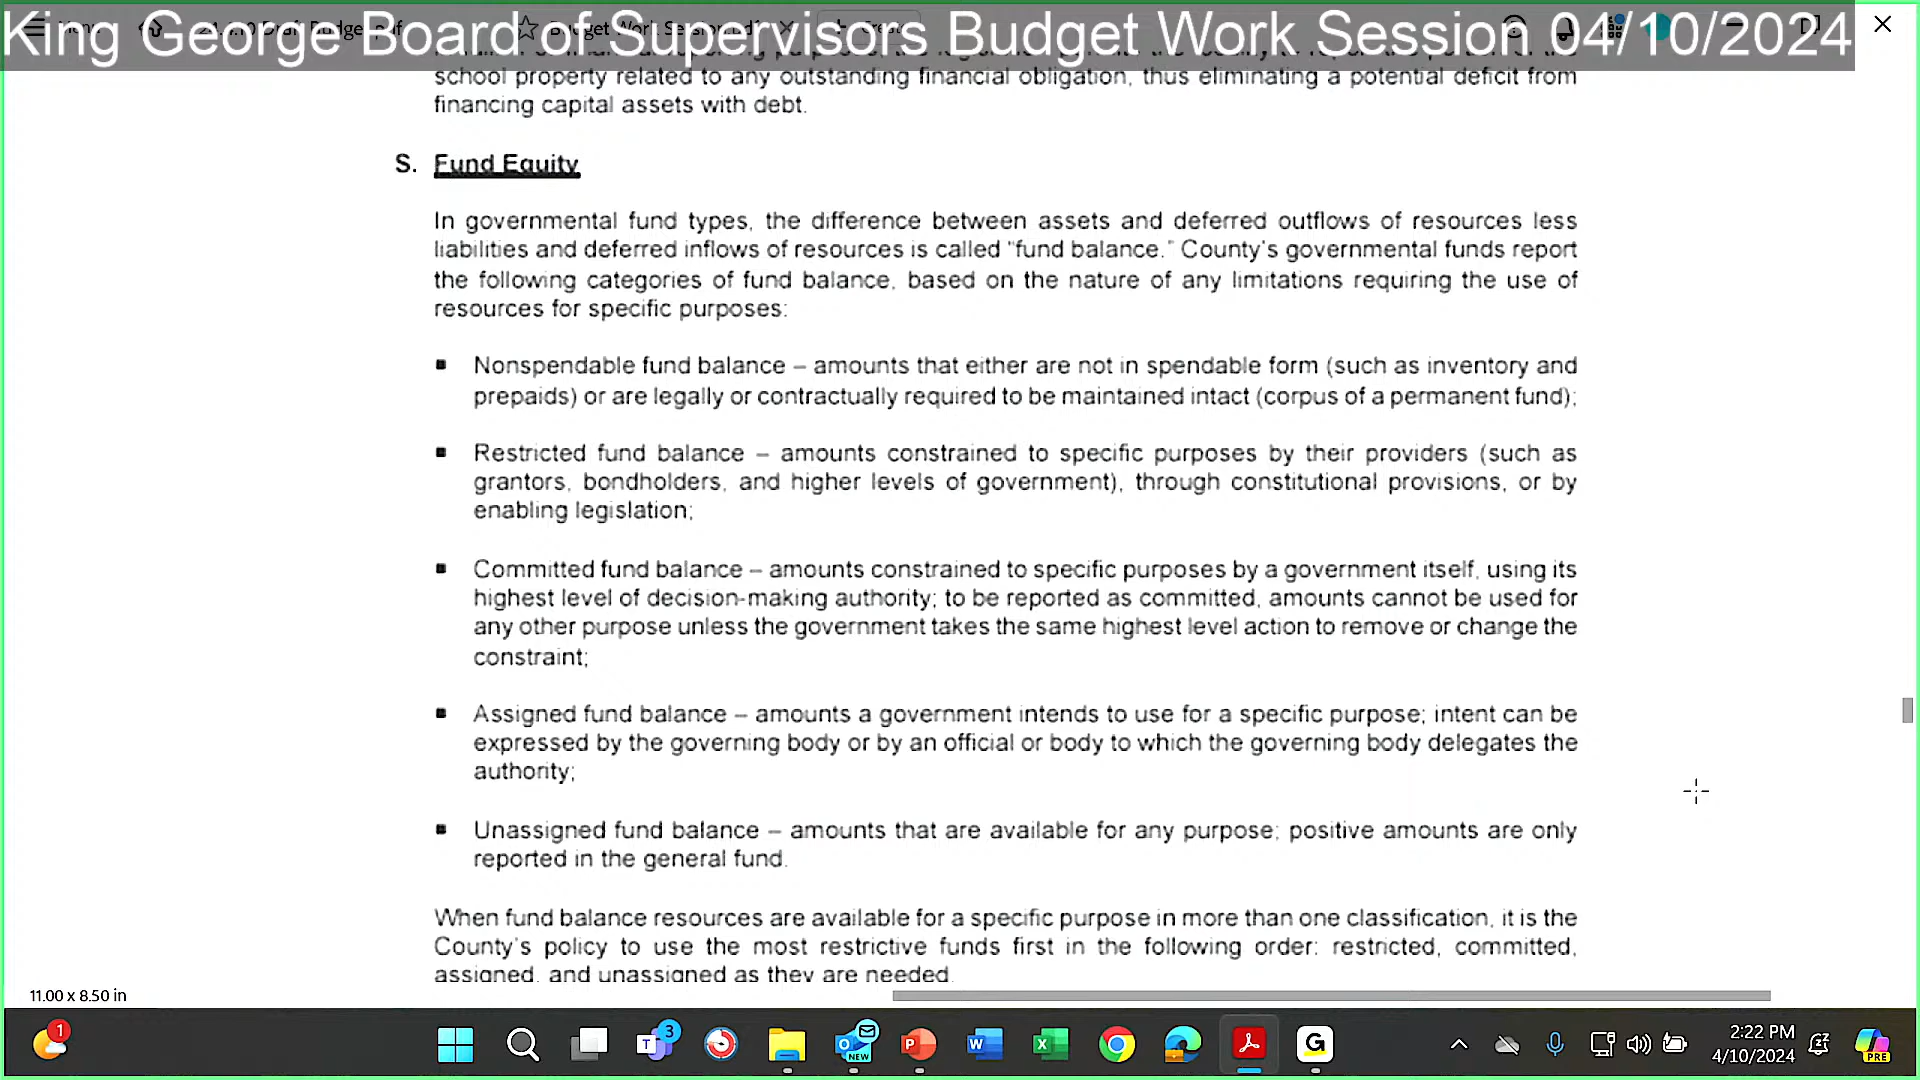 King George Board of Supervisors Budget Work Session 04/10/2024
school property related to any outstanding financial obligation, thus eliminating a potential deficit from
financing capital assets with debt.
S. Fund Equity
In governmental fund types, the difference between assets and deferred outflows of resources less
liabilities and deferred inflows of resources is called "fund balance." County's governmental funds report
the following categories of fund balance, based on the nature of any limitations requiring the use of
resources for specific purposes:
▪ Nonspendable fund balance – amounts that either are not in spendable form (such as inventory and
prepaids) or are legally or contractually required to be maintained intact (corpus of a permanent fund);
▪ Restricted fund balance – amounts constrained to specific purposes by their providers (such as
grantors, bondholders, and higher levels of government), through constitutional provisions, or by
enabling legislation;
▪ Committed fund balance – amounts constrained to specific purposes by a government itself, using its
highest level of decision-making authority; to be reported as committed, amounts cannot be used for
any other purpose unless the government takes the same highest level action to remove or change the
constraint;
▪ Assigned fund balance – amounts a government intends to use for a specific purpose; intent can be
expressed by the governing body or by an official or body to which the governing body delegates the
authority;
▪ Unassigned fund balance – amounts that are available for any purpose; positive amounts are only
reported in the general fund.
When fund balance resources are available for a specific purpose in more than one classification, it is the
County's policy to use the most restrictive funds first in the following order: restricted, committed,
assigned, and unassigned as they are needed.
11.00 x 8.50 in
1
3
NEW
2:22 PM
4/10/2024
PRE